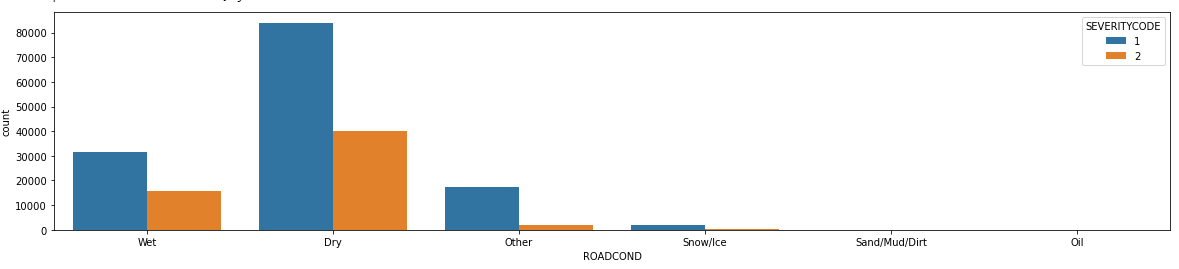 SEVERITYCODE
1
2
80000
70000
60000
50000
40000
30000
20000
10000
0
count
Wet Dry Other Snow/Ice Sand/Mud/Dirt Oil
ROADCOND